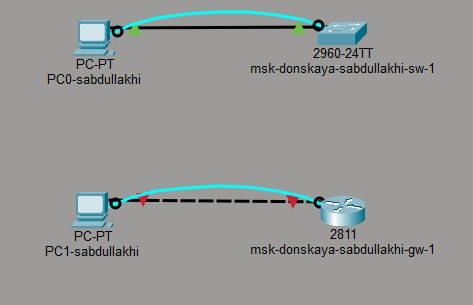 PC-PT
PC0-sabdullakhi
2960-24TT
msk-donskaya-sabdullakhi-sw-1
PC-PT
PC1-sabdullakhi
2811
msk-donskaya-sabdullakhi-gw-1